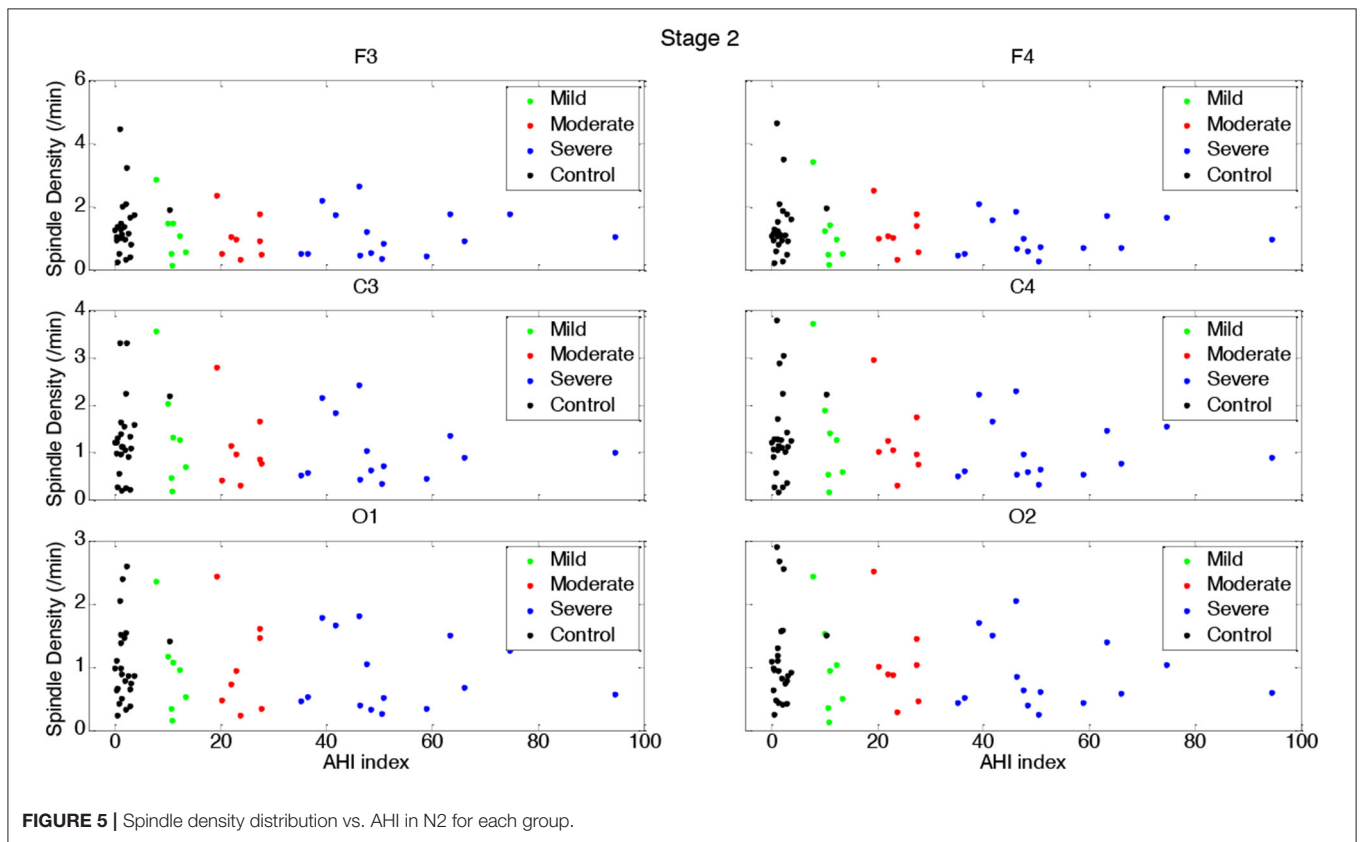 Stage 2
F3
6
4
2
0
Spindle Density (/min)
Mild
Moderate
Severe
Control
F4
Mild
Moderate
Severe
Control
C3
4
3
2
1
0
Spindle Density (/min)
Mild
Moderate
Severe
Control
C4
Mild
Moderate
Severe
Control
O1
3
2
1
0
Spindle Density (/min)
Mild
Moderate
Severe
Control
0 20 40 60 80 100
AHI index
O2
Mild
Moderate
Severe
Control
0 20 40 60 80 100
AHI index
FIGURE 5 | Spindle density distribution vs. AHI in N2 for each group.